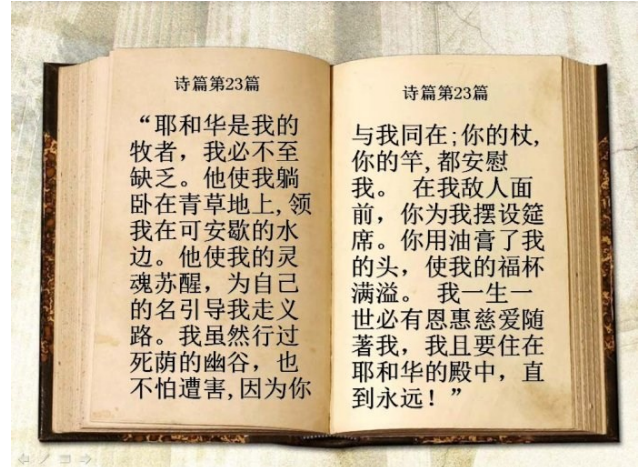 诗篇第23篇
“耶和华是我的
牧者，我必不至
缺乏。他使我躺
卧在青草地上,领
我在可安歇的水
边。他使我的灵
魂苏醒，为自己
的名引导我走义
路。我虽然行过
死荫的幽谷，也
不怕遭害,因为你
诗篇第23篇
与我同在;你的杖,
你的竿,都安慰
我。 在我敌人面
前，你为我摆设筵
席。你用油膏了我
的头，使我的福杯
满溢。 我一生一
世必有恩惠慈爱随
著我，我且要住在
耶和华的殿中，直
到永远！”